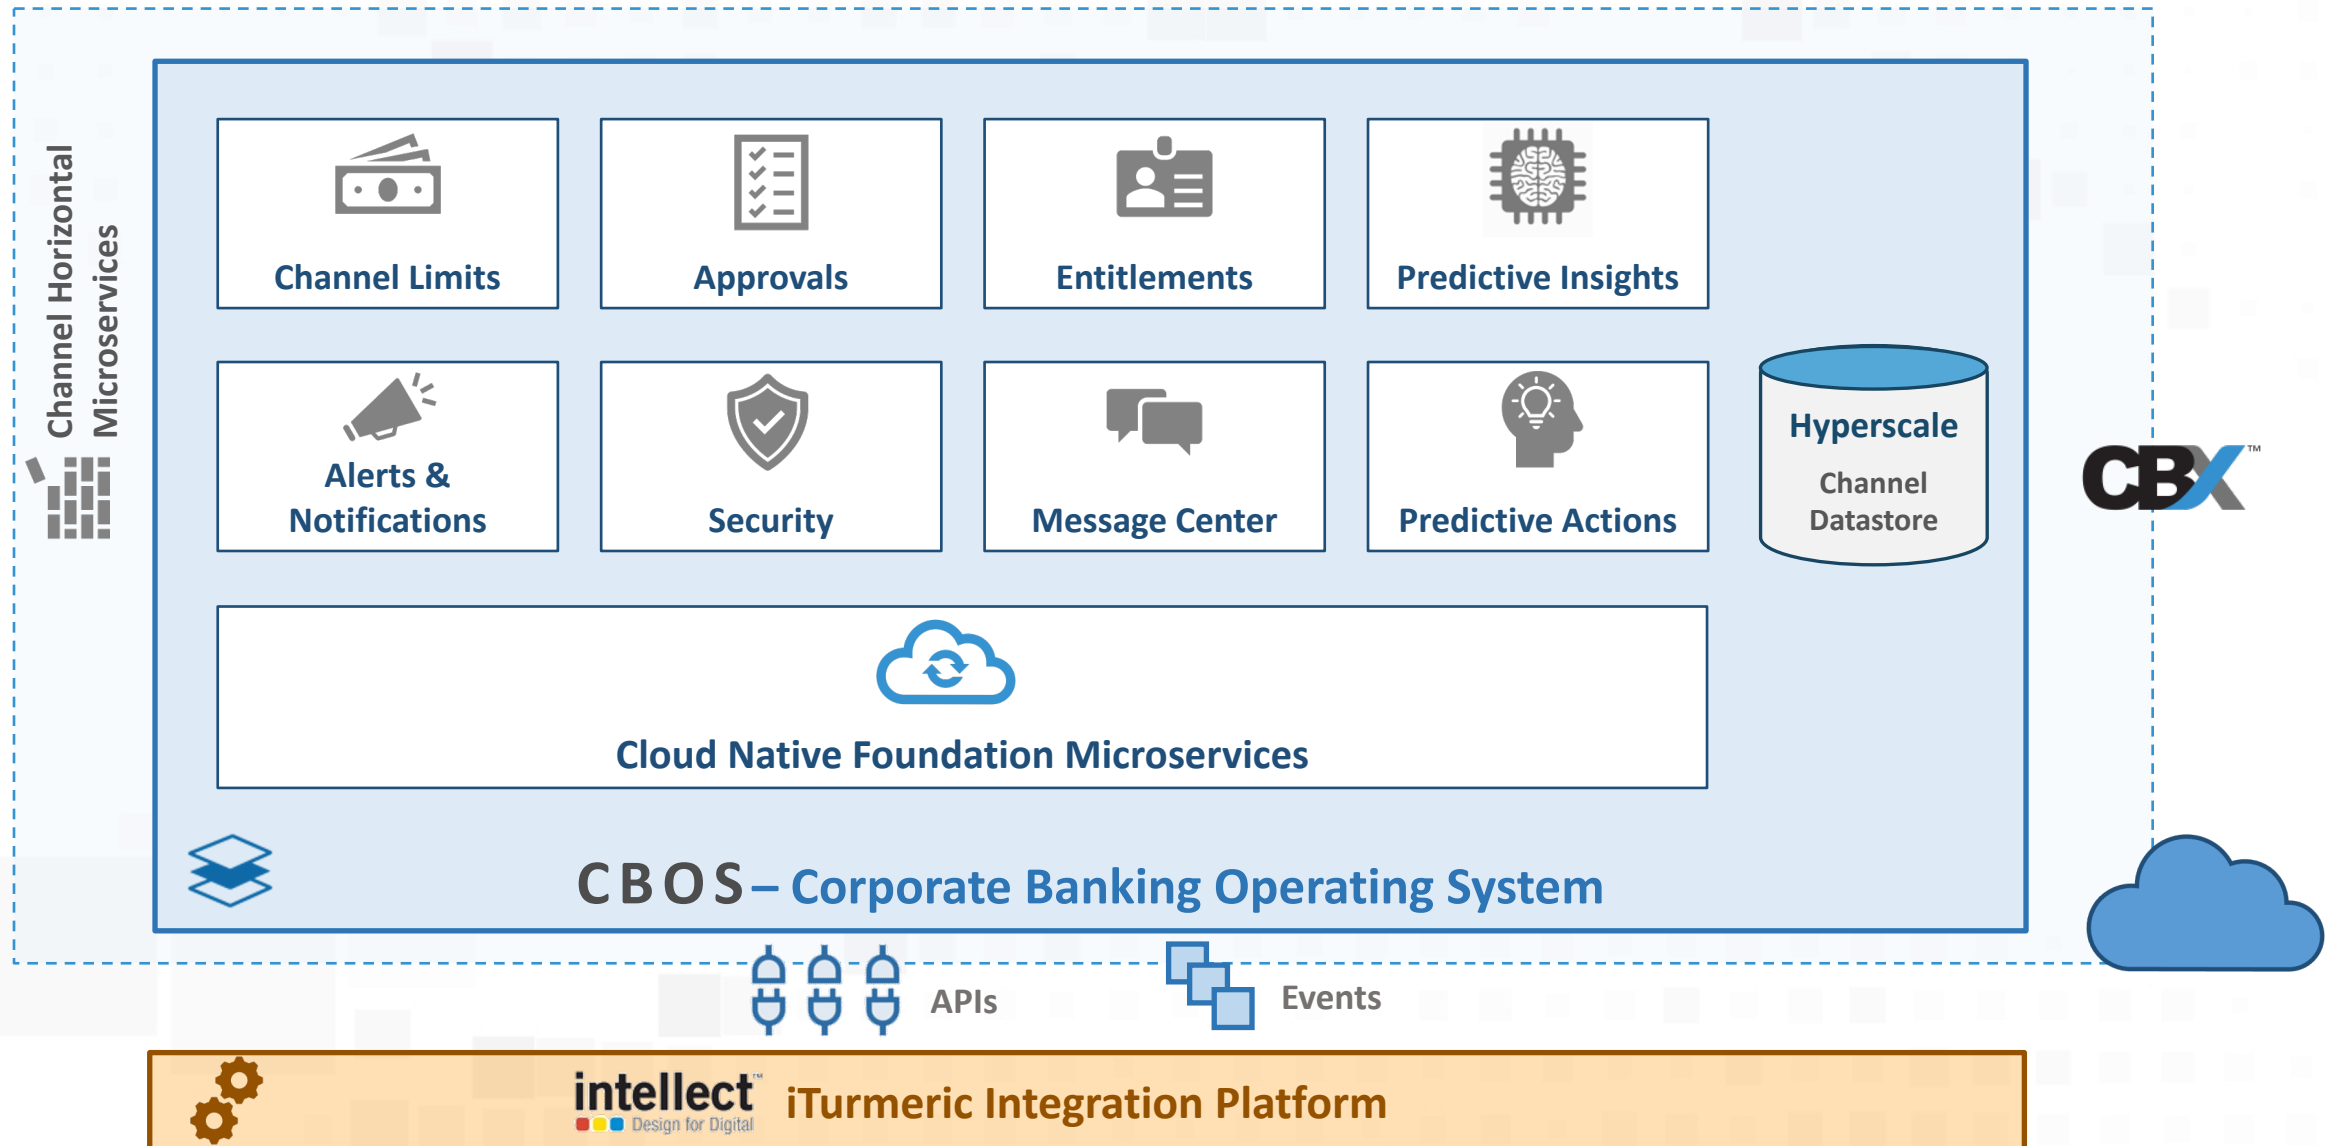 Channel Horizontal
Microservices
Channel Limits
Approvals
Entitlements
Predictive Insights
Alerts &
Notifications
Security
Message Center
Predictive Actions
Hyperscale
Channel
Datastore
CBX™
Cloud Native Foundation Microservices
CBOS – Corporate Banking Operating System
APIs
Events
intellect™
Design for Digital
iTurmeric Integration Platform